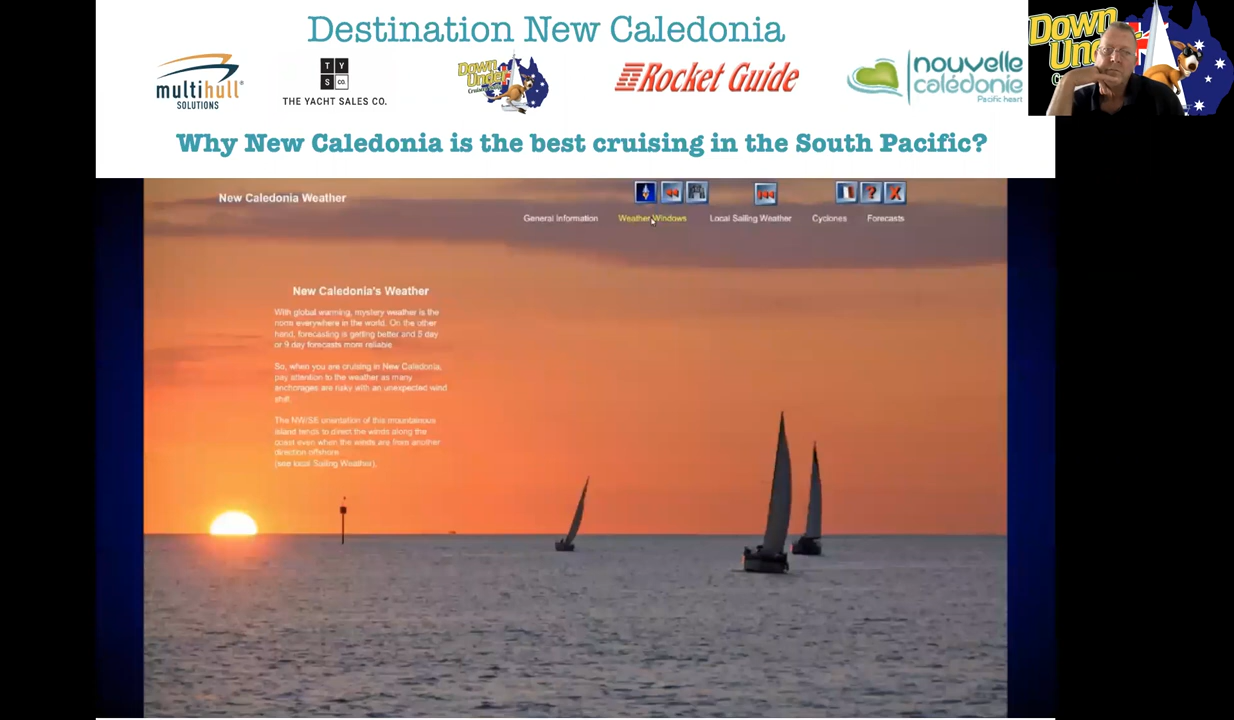 Destination New Caledonia
multihull®
SOLUTIONS
T Y
S CO.
THE YACHT SALES CO.
Down
Under
Rocket Guide
nouvelle
calédonie
Pacific heart
Down
Under
Why New Caledonia is the best cruising in the South Pacific?
New Caledonia Weather
General Information
Weather Windows
Local Sailing Weather
Cyclones
Forecasts
New Caledonia's Weather
With global warming, mystery weather is the
norm everywhere in the world. On the other
hand, forecasting is getting better and 8 day
or 9 day forecasts more reliable.
So, when you are cruising in New Caledonia,
pay attention to the weather as many
anchorages are risky with an unexpected wind
shift.
The NW/SE orientation of this mountainous
island tends to direct the winds along the
coast even when the winds are from another
direction offshore.
(see local Sailing Weather),